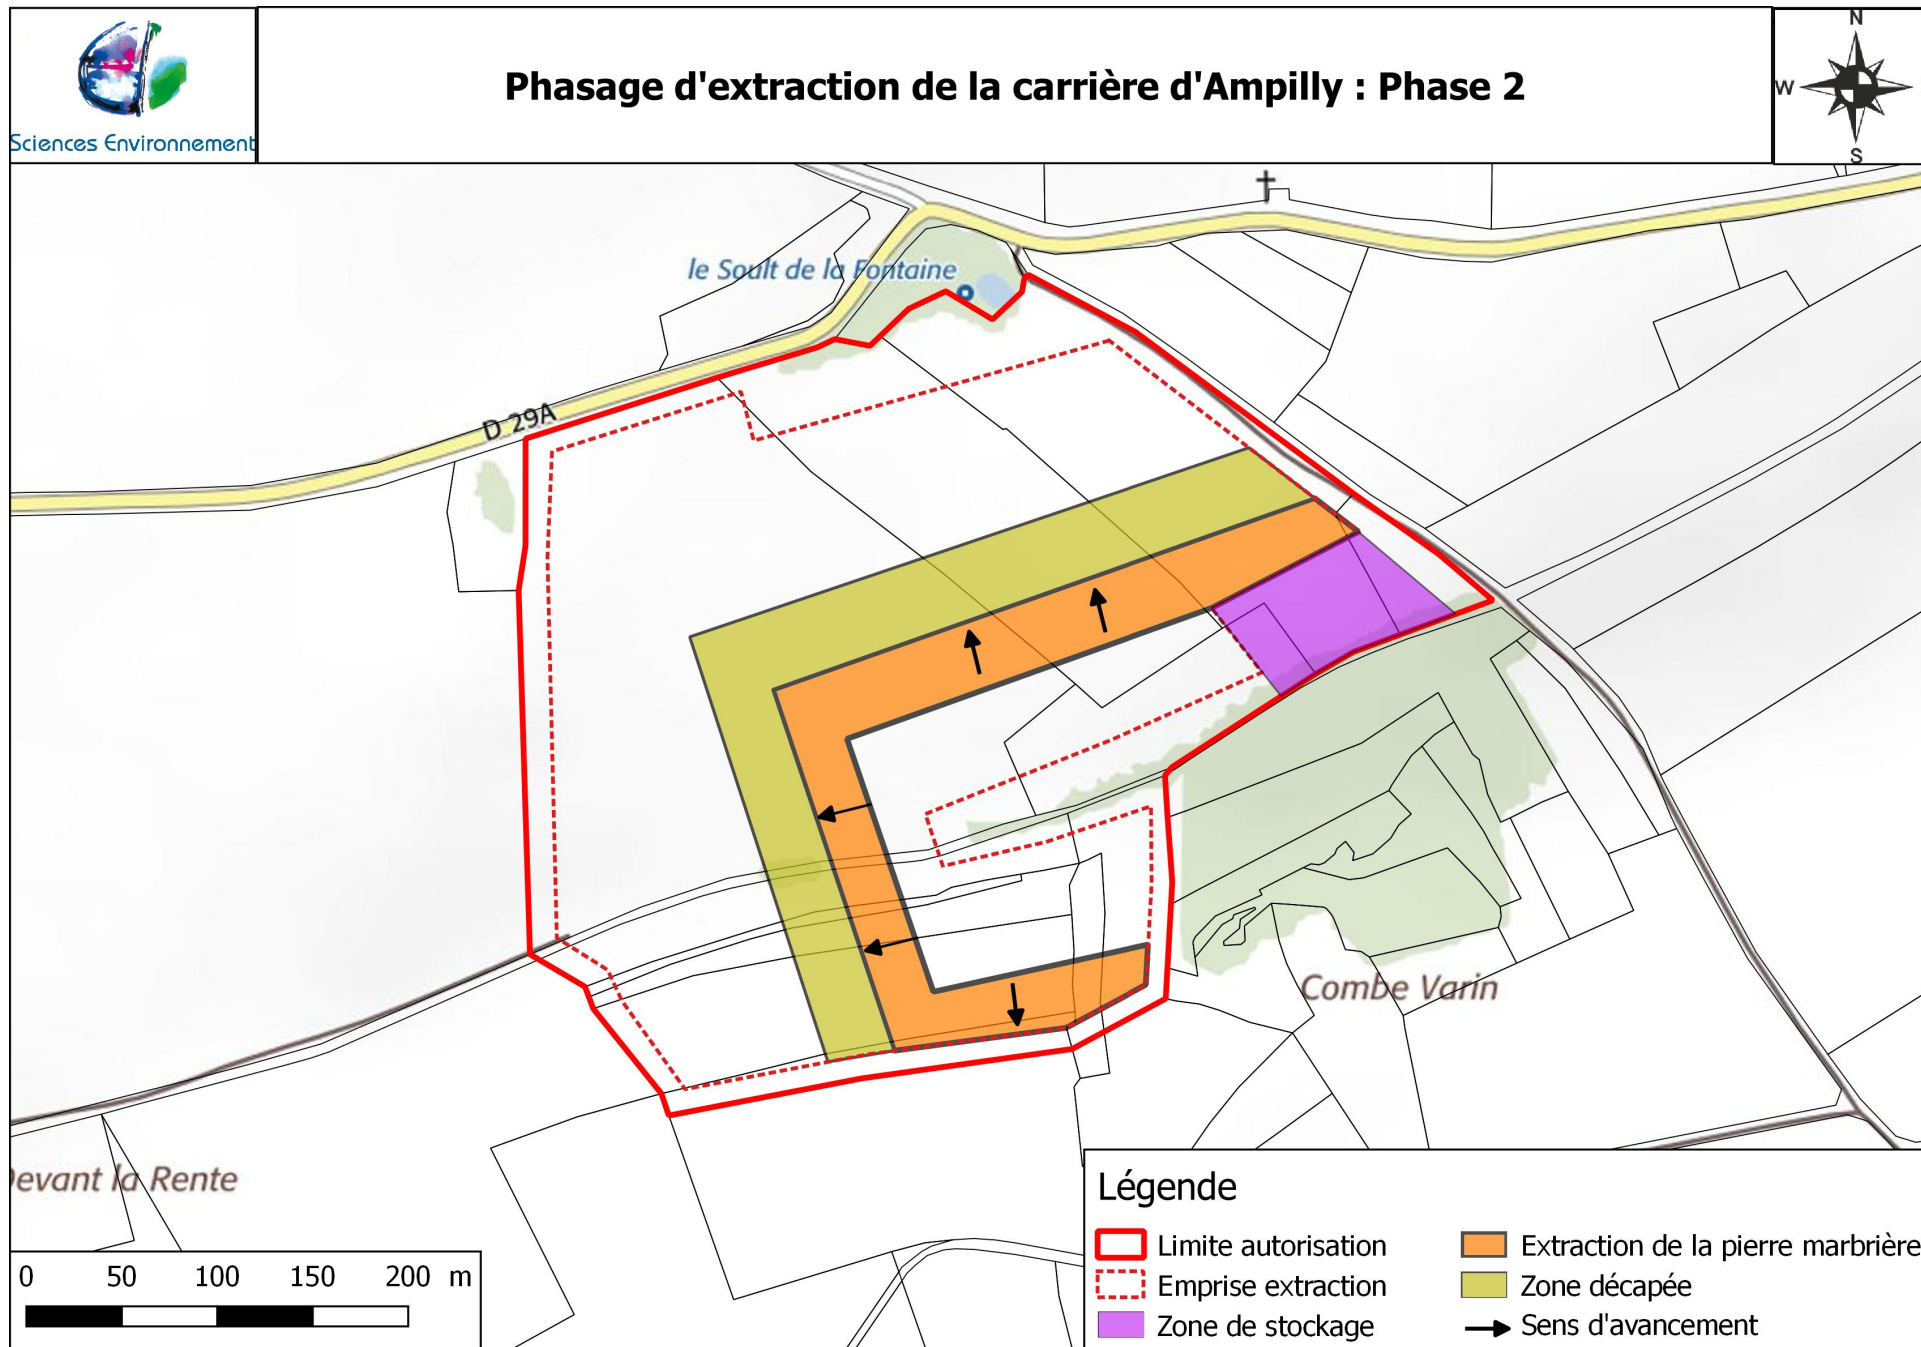 Sciences Environnement
Phasage d'extraction de la carrière d'Ampilly : Phase 2
N
W
S
le Soult de la Fontaine
D 29A
Combe Varin
evant la Rente
0 50 100 150 200 m
Légende
Limite autorisation
Emprise extraction
Zone de stockage
Extraction de la pierre marbrière
Zone décapée
Sens d'avancement